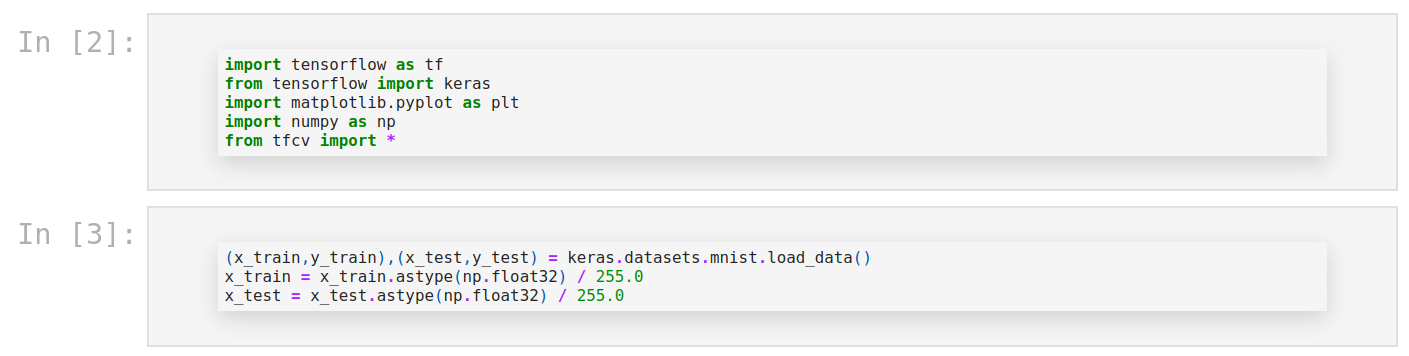 In [2]:
import tensorflow as tf
from tensorflow import keras
import matplotlib.pyplot as plt
import numpy as np
from tfcv import *
In [3]:
(x_train,y_train),(x_test,y_test) = keras.datasets.mnist.load_data()
x_train = x_train.astype(np.float32) / 255.0
x_test = x_test.astype(np.float32) / 255.0